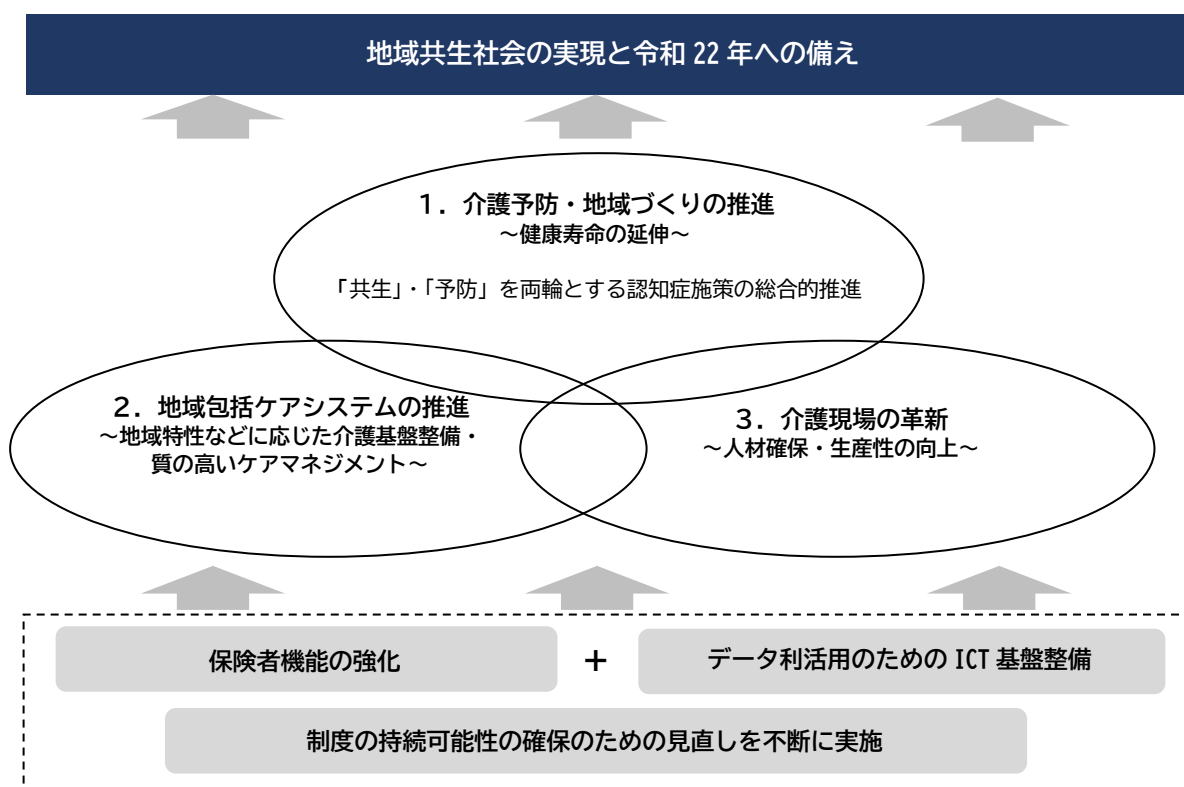 地域共生社会の実現と令和 22 年への備え
１．介護予防・地域づくりの推進
～健康寿命の延伸～
「共生」・「予防」を両輪とする認知症施策の総合的推進
２．地域包括ケアシステムの推進
～地域特性などに応じた介護基盤整備・
質の高いケアマネジメント～
３．介護現場の革新
～人材確保・生産性の向上～
保険者機能の強化
+
データ利活用のための ICT 基盤整備
制度の持続可能性の確保のための見直しを不断に実施